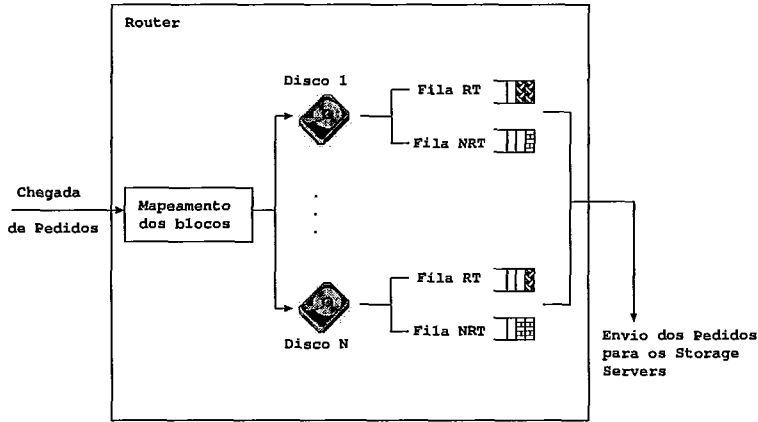 Router
Disco 1
Fila RT
Fila NRT
Chegada
de Pedidos
Mapeamento
dos blocos
Fila RT
Fila NRT
Disco N
Envio dos Pedidos
para os Storage
Servers